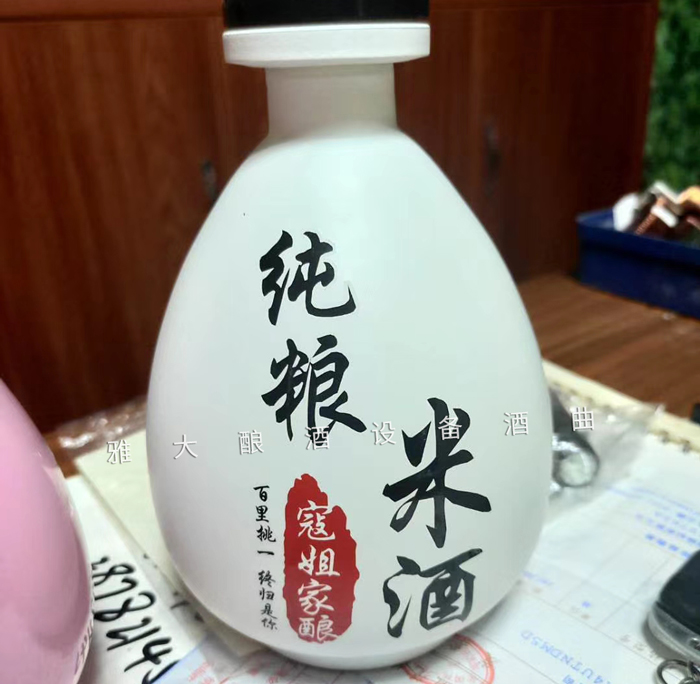 纯粮
米酒
百里挑一 终归是你
寇姐家酿
雅大酿酒设备酒曲
4UTNDM5D